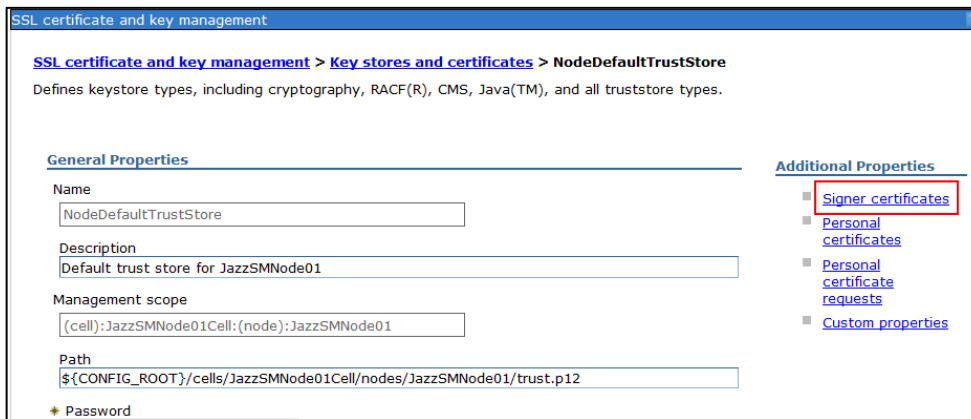 SSL certificate and key management
SSL certificate and key management > Key stores and certificates > NodeDefaultTrustStore
Defines keystore types, including cryptography, RACF(R), CMS, Java(TM), and all truststore types.
General Properties
Name
NodeDefaultTrustStore
Description
Default trust store for JazzSMNode01
Management scope
(cell):JazzSMNode01Cell:(node):JazzSMNode01
Path
${CONFIG_ROOT}/cells/JazzSMNode01Cell/nodes/JazzSMNode01/trust.p12
* Password
Additional Properties
Signer certificates
Personal
certificates
Personal
certificate
requests
Custom properties